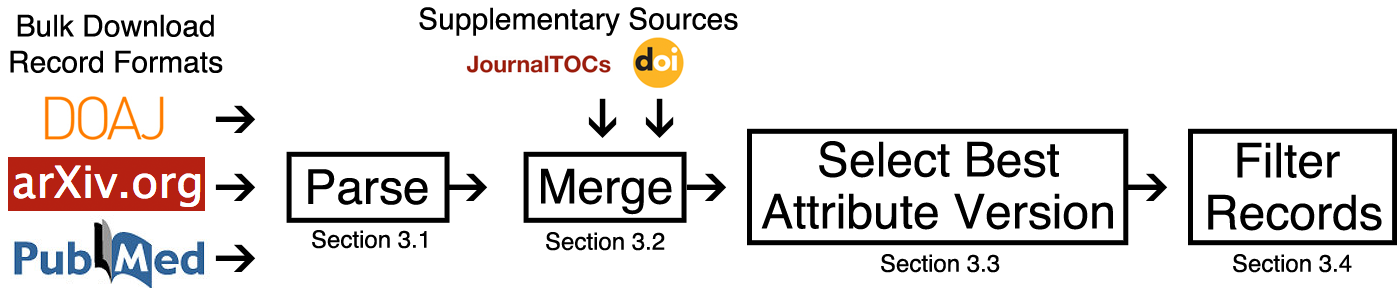 Bulk Download
Record Formats
DOAJ
arXiv.org
PubMed
Parse
Section 3.1
Supplementary Sources
JournalTOCs
doi
Merge
Section 3.2
Select Best
Attribute Version
Section 3.3
Filter
Records
Section 3.4